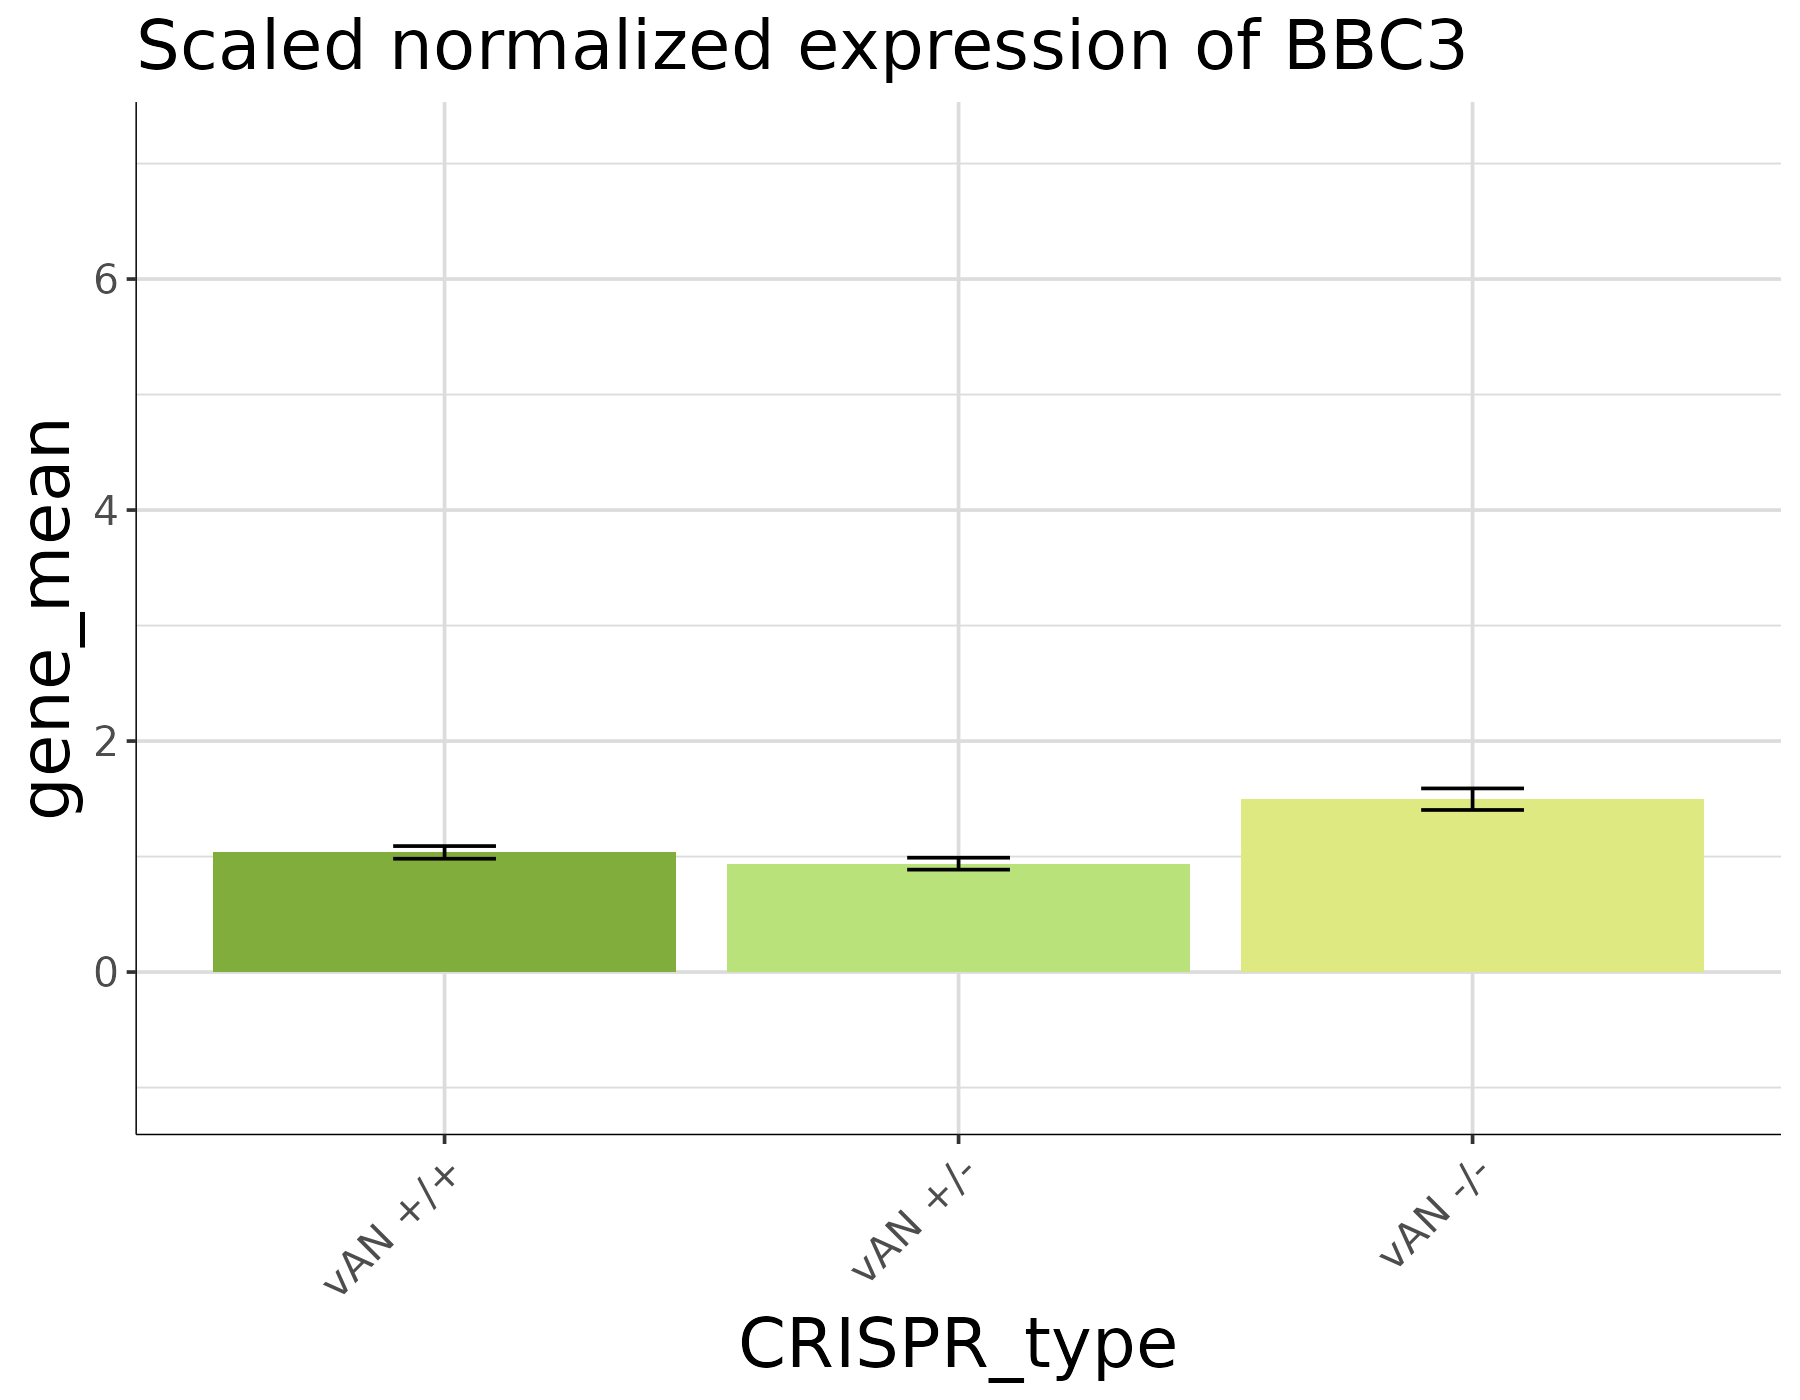 Scaled normalized expression of BBC3
gene_mean
6
4
2
0
vAN +/+
vAN +/-
vAN -/-
CRISPR_type